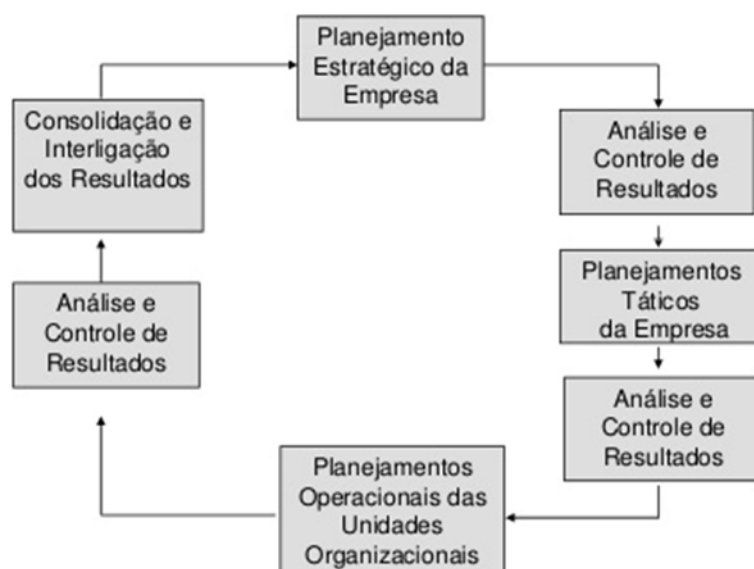 Planejamento
Estratégico da
Empresa
Análise e
Controle de
Resultados
Planejamentos
Táticos
da Empresa
Análise e
Controle de
Resultados
Planejamentos
Operacionais das
Unidades
Organizacionais
Análise e
Controle de
Resultados
Consolidação e
Interligação
dos Resultados